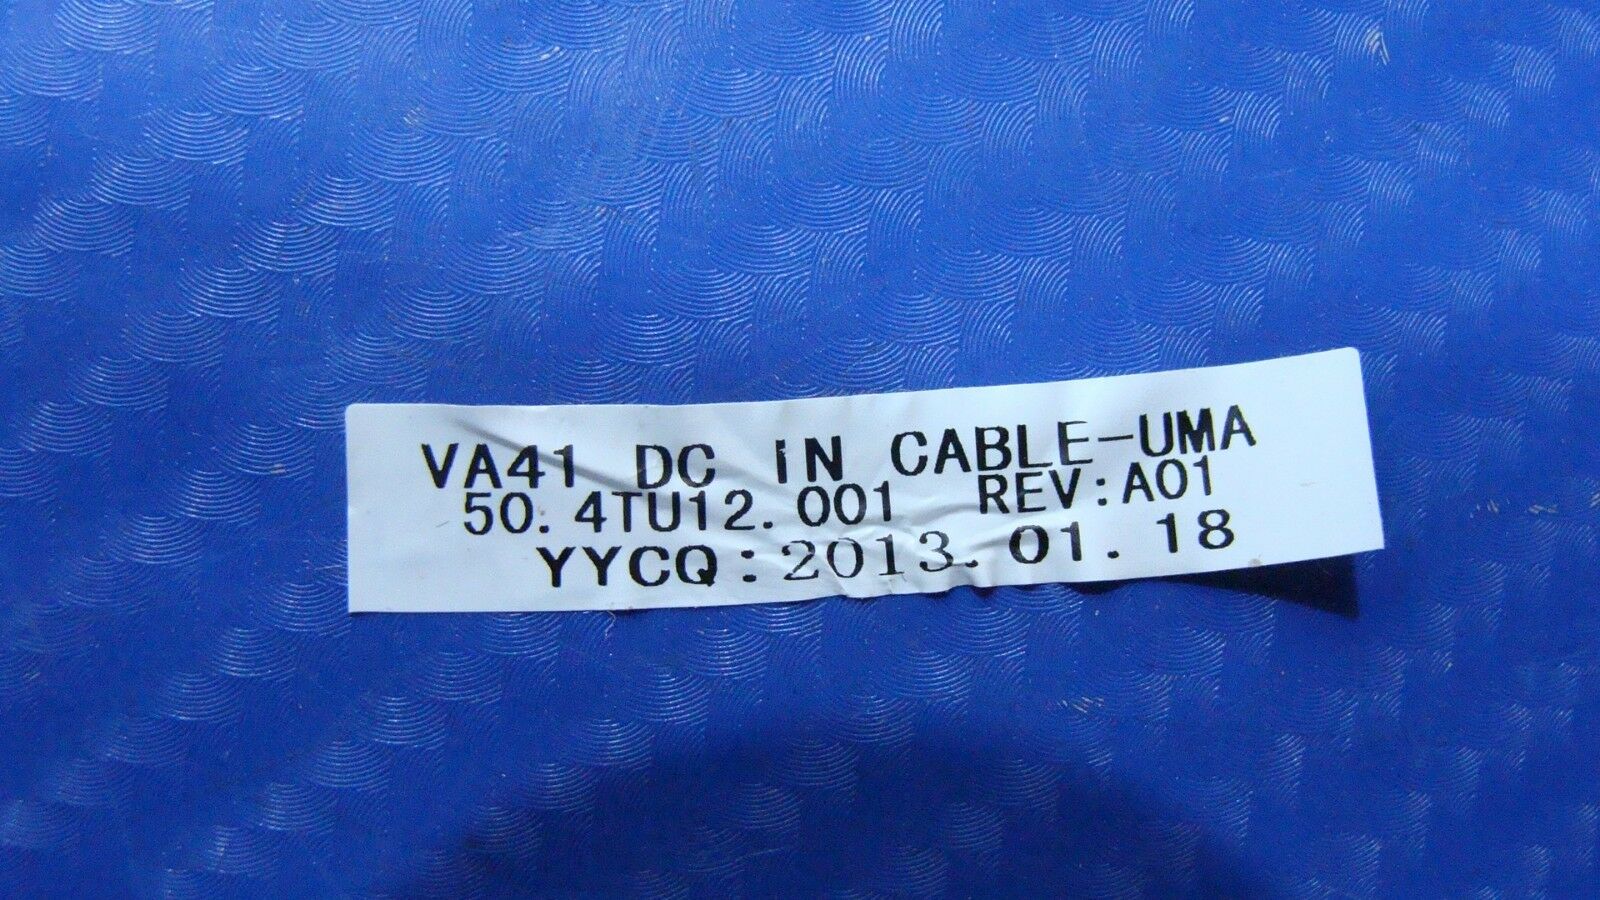 VA41 DC IN CABLE-UMA
50.4TU12.001 REV:A01
YYCQ:2013.01.18